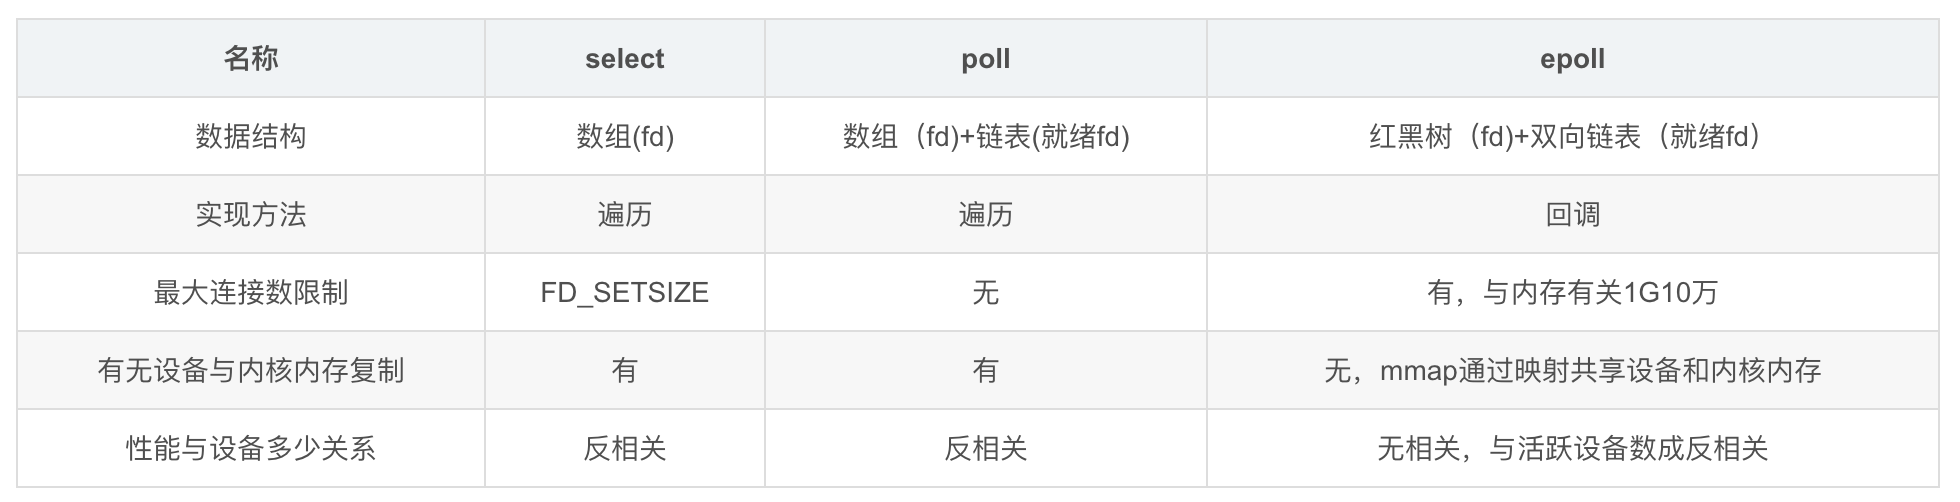 名称 select poll epoll
数据结构 数组(fd) 数组（fd)+链表(就绪fd) 红黑树（fd)+双向链表（就绪fd）
实现方法 遍历 遍历 回调
最大连接数限制 FD_SETSIZE 无 有，与内存有关1G10万
有无设备与内核内存复制 有 有 无，mmap通过映射共享设备和内核内存
性能与设备多少关系 反相关 反相关 无相关，与活跃设备数成反相关